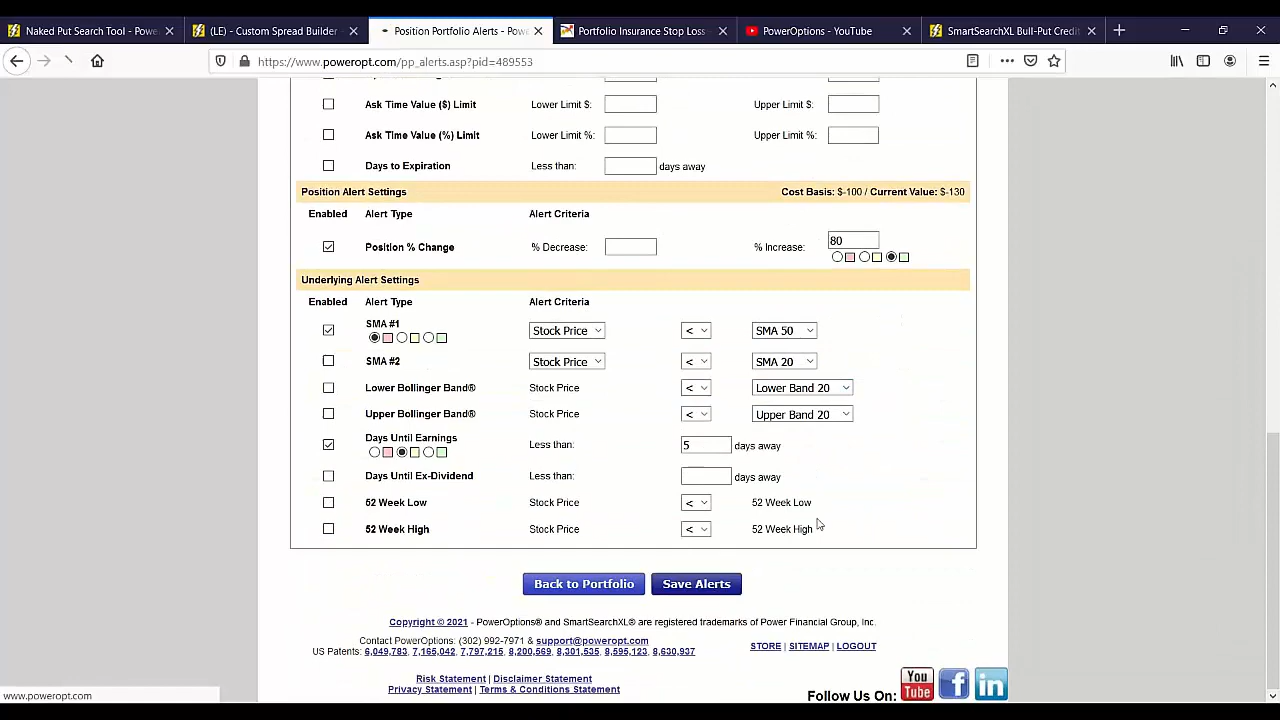 Naked Put Search Tool - Power
(LE) - Custom Spread Builder
Position Portfolio Alerts - Powe
Portfolio Insurance Stop Loss
PowerOptions - YouTube
SmartSearchXL Bull-Put Credit
https://www.poweropt.com/pp_alerts.asp?pid=489553
Ask Time Value ($) Limit Lower Limit $: Upper Limit $:
Ask Time Value (%) Limit Lower Limit %: Upper Limit %:
Days to Expiration Less than: days away
Position Alert Settings Cost Basis: $-100 / Current Value: $-130
Enabled Alert Type Alert Criteria
Position % Change % Decrease: % Increase: 80
Underlying Alert Settings
Enabled Alert Type Alert Criteria
SMA #1 Stock Price < SMA 50
SMA #2 Stock Price < SMA 20
Lower Bollinger Band® Stock Price < Lower Band 20
Upper Bollinger Band® Stock Price < Upper Band 20
Days Until Earnings Less than: 5 days away
Days Until Ex-Dividend Less than: days away
52 Week Low Stock Price < 52 Week Low
52 Week High Stock Price < 52 Week High
Back to Portfolio Save Alerts
Copyright © 2021 - PowerOptions® and SmartSearchXL® are registered trademarks of Power Financial Group, Inc.
Contact PowerOptions: (302) 992-7971 & support@poweropt.com
US Patents: 6,049,783, 7,165,042, 7,797,215, 8,200,569, 8,301,535, 8,595,123, 8,630,937
STORE | SITEMAP | LOGOUT
Risk Statement | Disclaimer Statement
Privacy Statement | Terms & Conditions Statement
Follow Us On: You Tube f in
www.poweropt.com